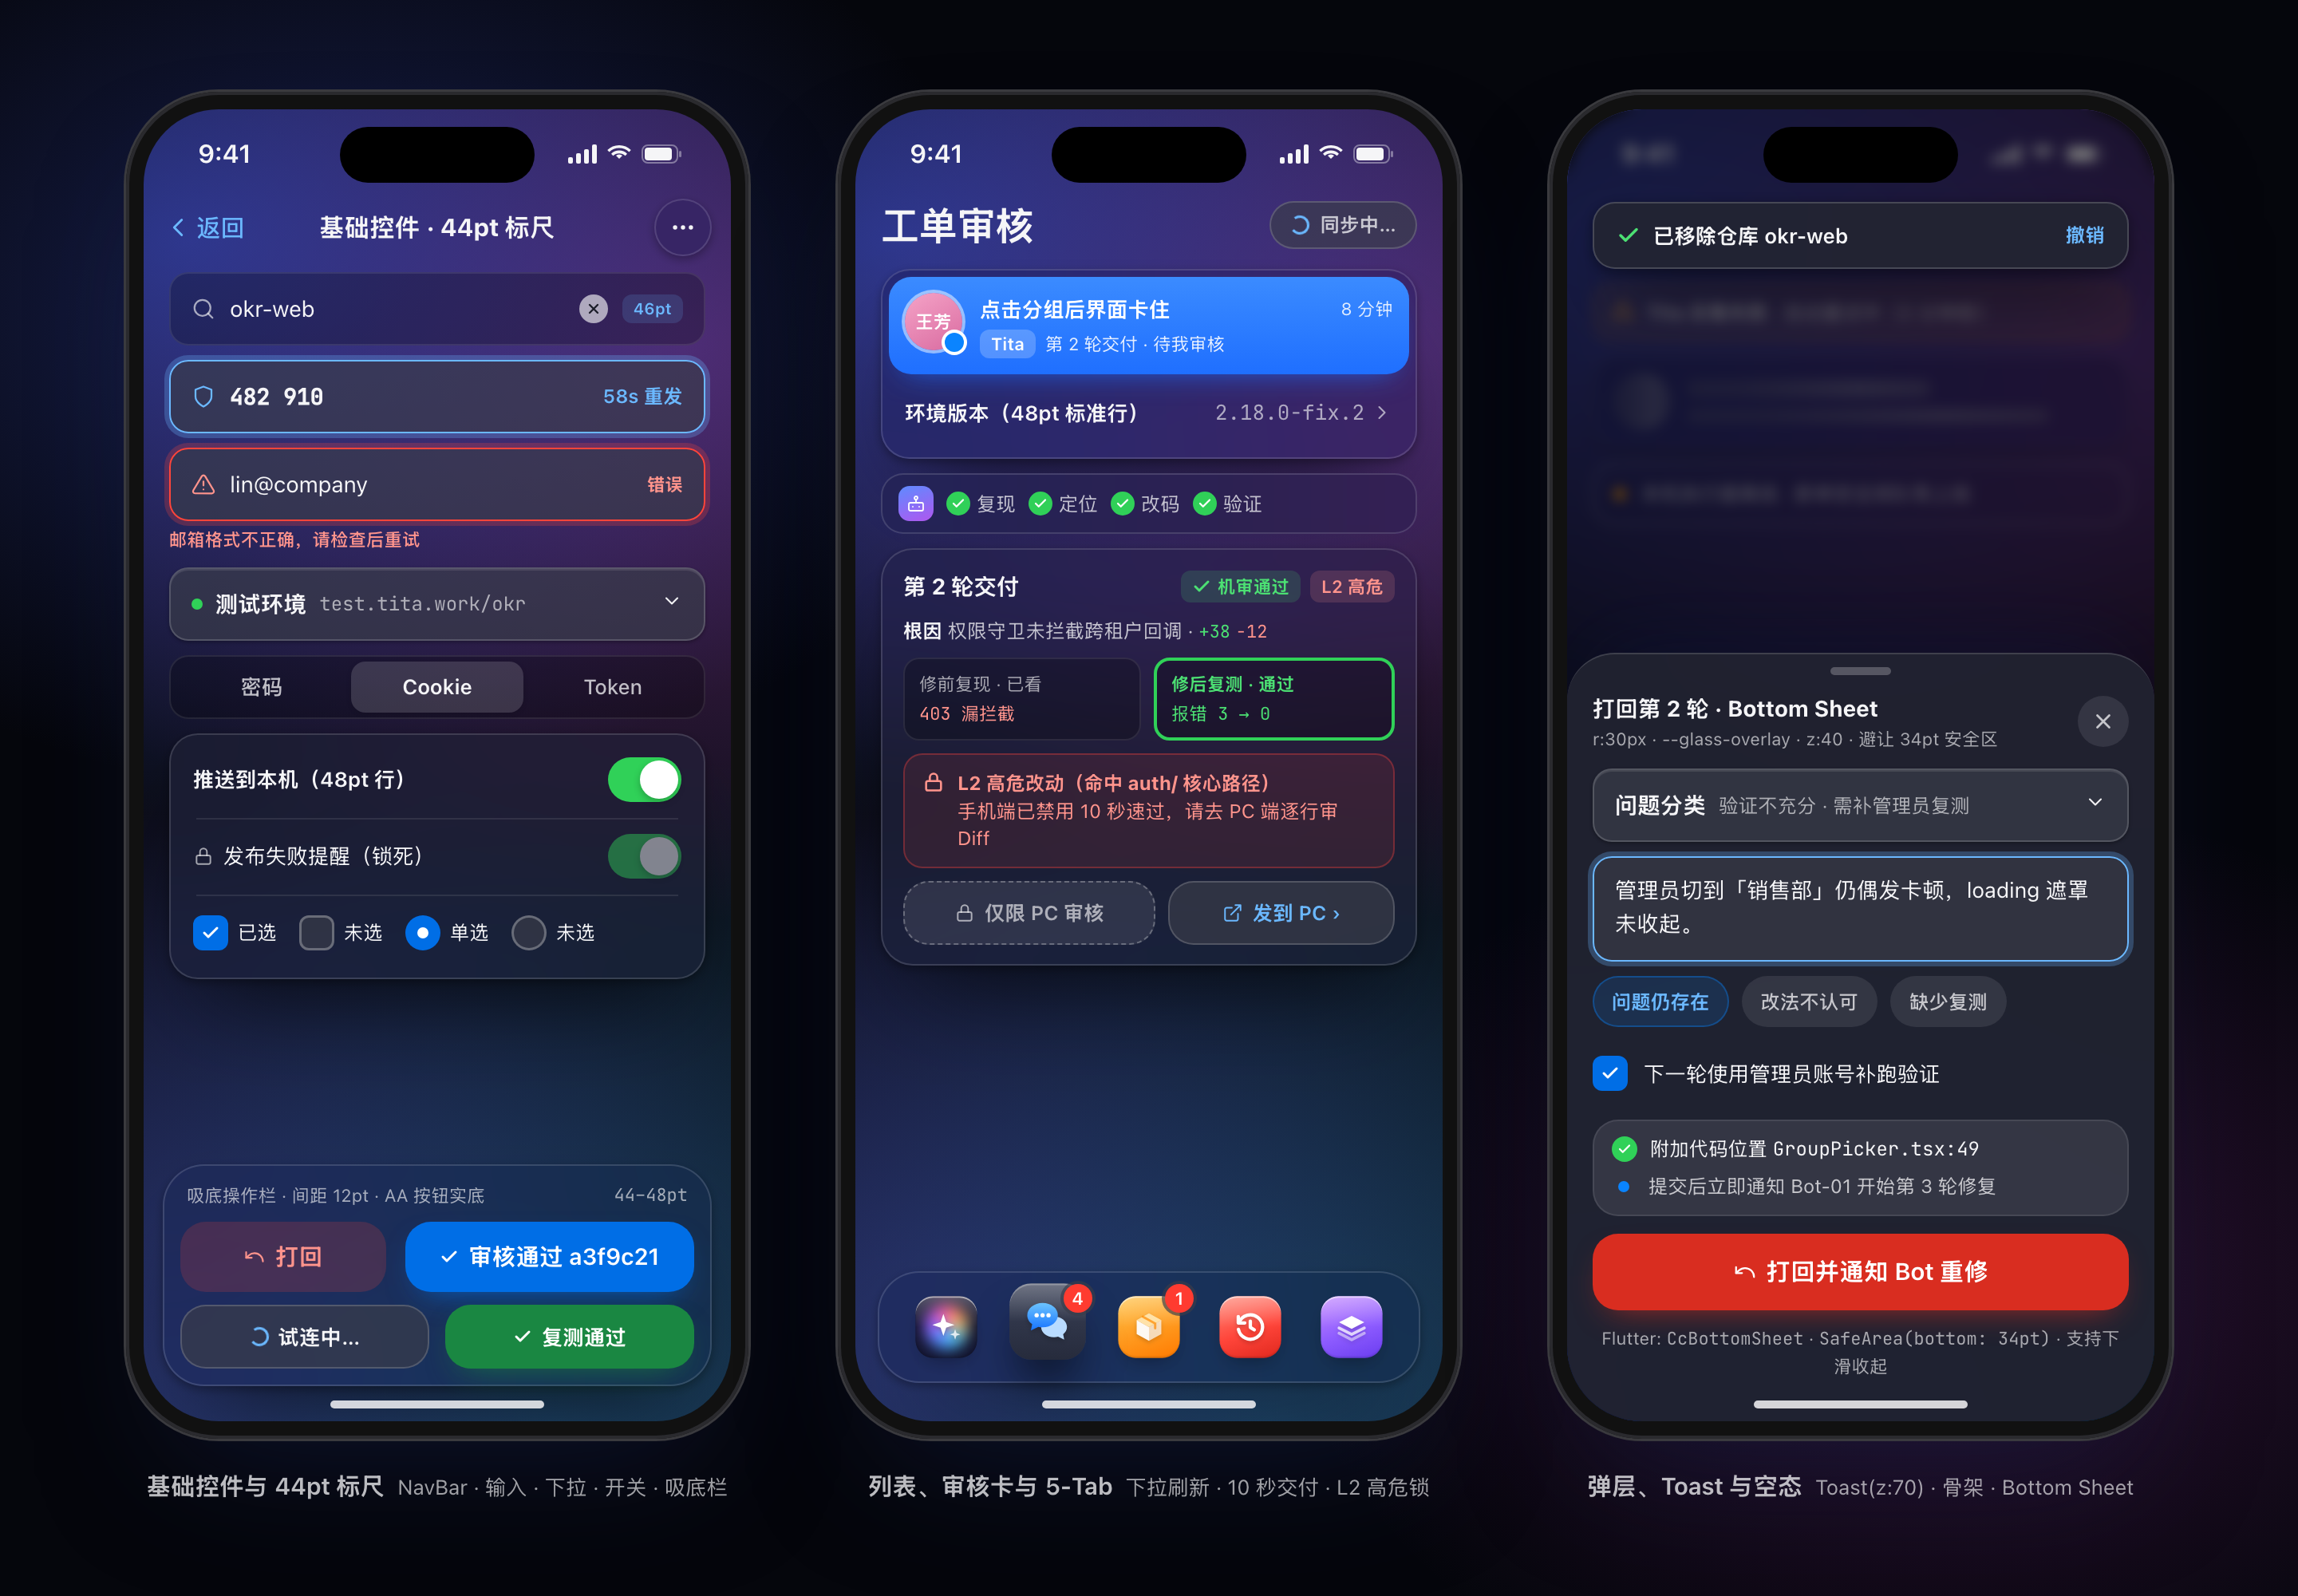 9:41
返回
基础控件 · 44pt 标尺
okr-web
46pt
482 910
58s 重发
lin@company
错误
邮箱格式不正确，请检查后重试
测试环境 test.tita.work/okr
密码
Cookie
Token
推送到本机（48pt 行）
发布失败提醒（锁死）
已选
未选
单选
未选
吸底操作栏 · 间距 12pt · AA 按钮实底
44–48pt
打回
审核通过 a3f9c21
试连中...
复测通过
基础控件与 44pt 标尺 NavBar · 输入 · 下拉 · 开关 · 吸底栏
9:41
工单审核
同步中...
王芳
点击分组后界面卡住
8 分钟
Tita 第 2 轮交付 · 待我审核
环境版本（48pt 标准行）
2.18.0-fix.2
复现
定位
改码
验证
第 2 轮交付
机审通过
L2 高危
根因 权限守卫未拦截跨租户回调 · +38 -12
修前复现 · 已看
403 漏拦截
修后复测 · 通过
报错 3 → 0
L2 高危改动（命中 auth/ 核心路径）
手机端已禁用 10 秒速过，请去 PC 端逐行审
Diff
仅限 PC 审核
发到 PC ›
4
1
列表、审核卡与 5-Tab 下拉刷新 · 10 秒交付 · L2 高危锁
已移除仓库 okr-web
撤销
打回第 2 轮 · Bottom Sheet
r:30px · --glass-overlay · z:40 · 避让 34pt 安全区
问题分类 验证不充分 · 需补管理员复测
管理员切到「销售部」仍偶发卡顿，loading 遮罩
未收起。
问题仍存在
改法不认可
缺少复测
下一轮使用管理员账号补跑验证
附加代码位置 GroupPicker.tsx:49
提交后立即通知 Bot-01 开始第 3 轮修复
打回并通知 Bot 重修
Flutter: CcBottomSheet · SafeArea(bottom: 34pt) · 支持下
滑收起
弹层、Toast 与空态 Toast(z:70) · 骨架 · Bottom Sheet